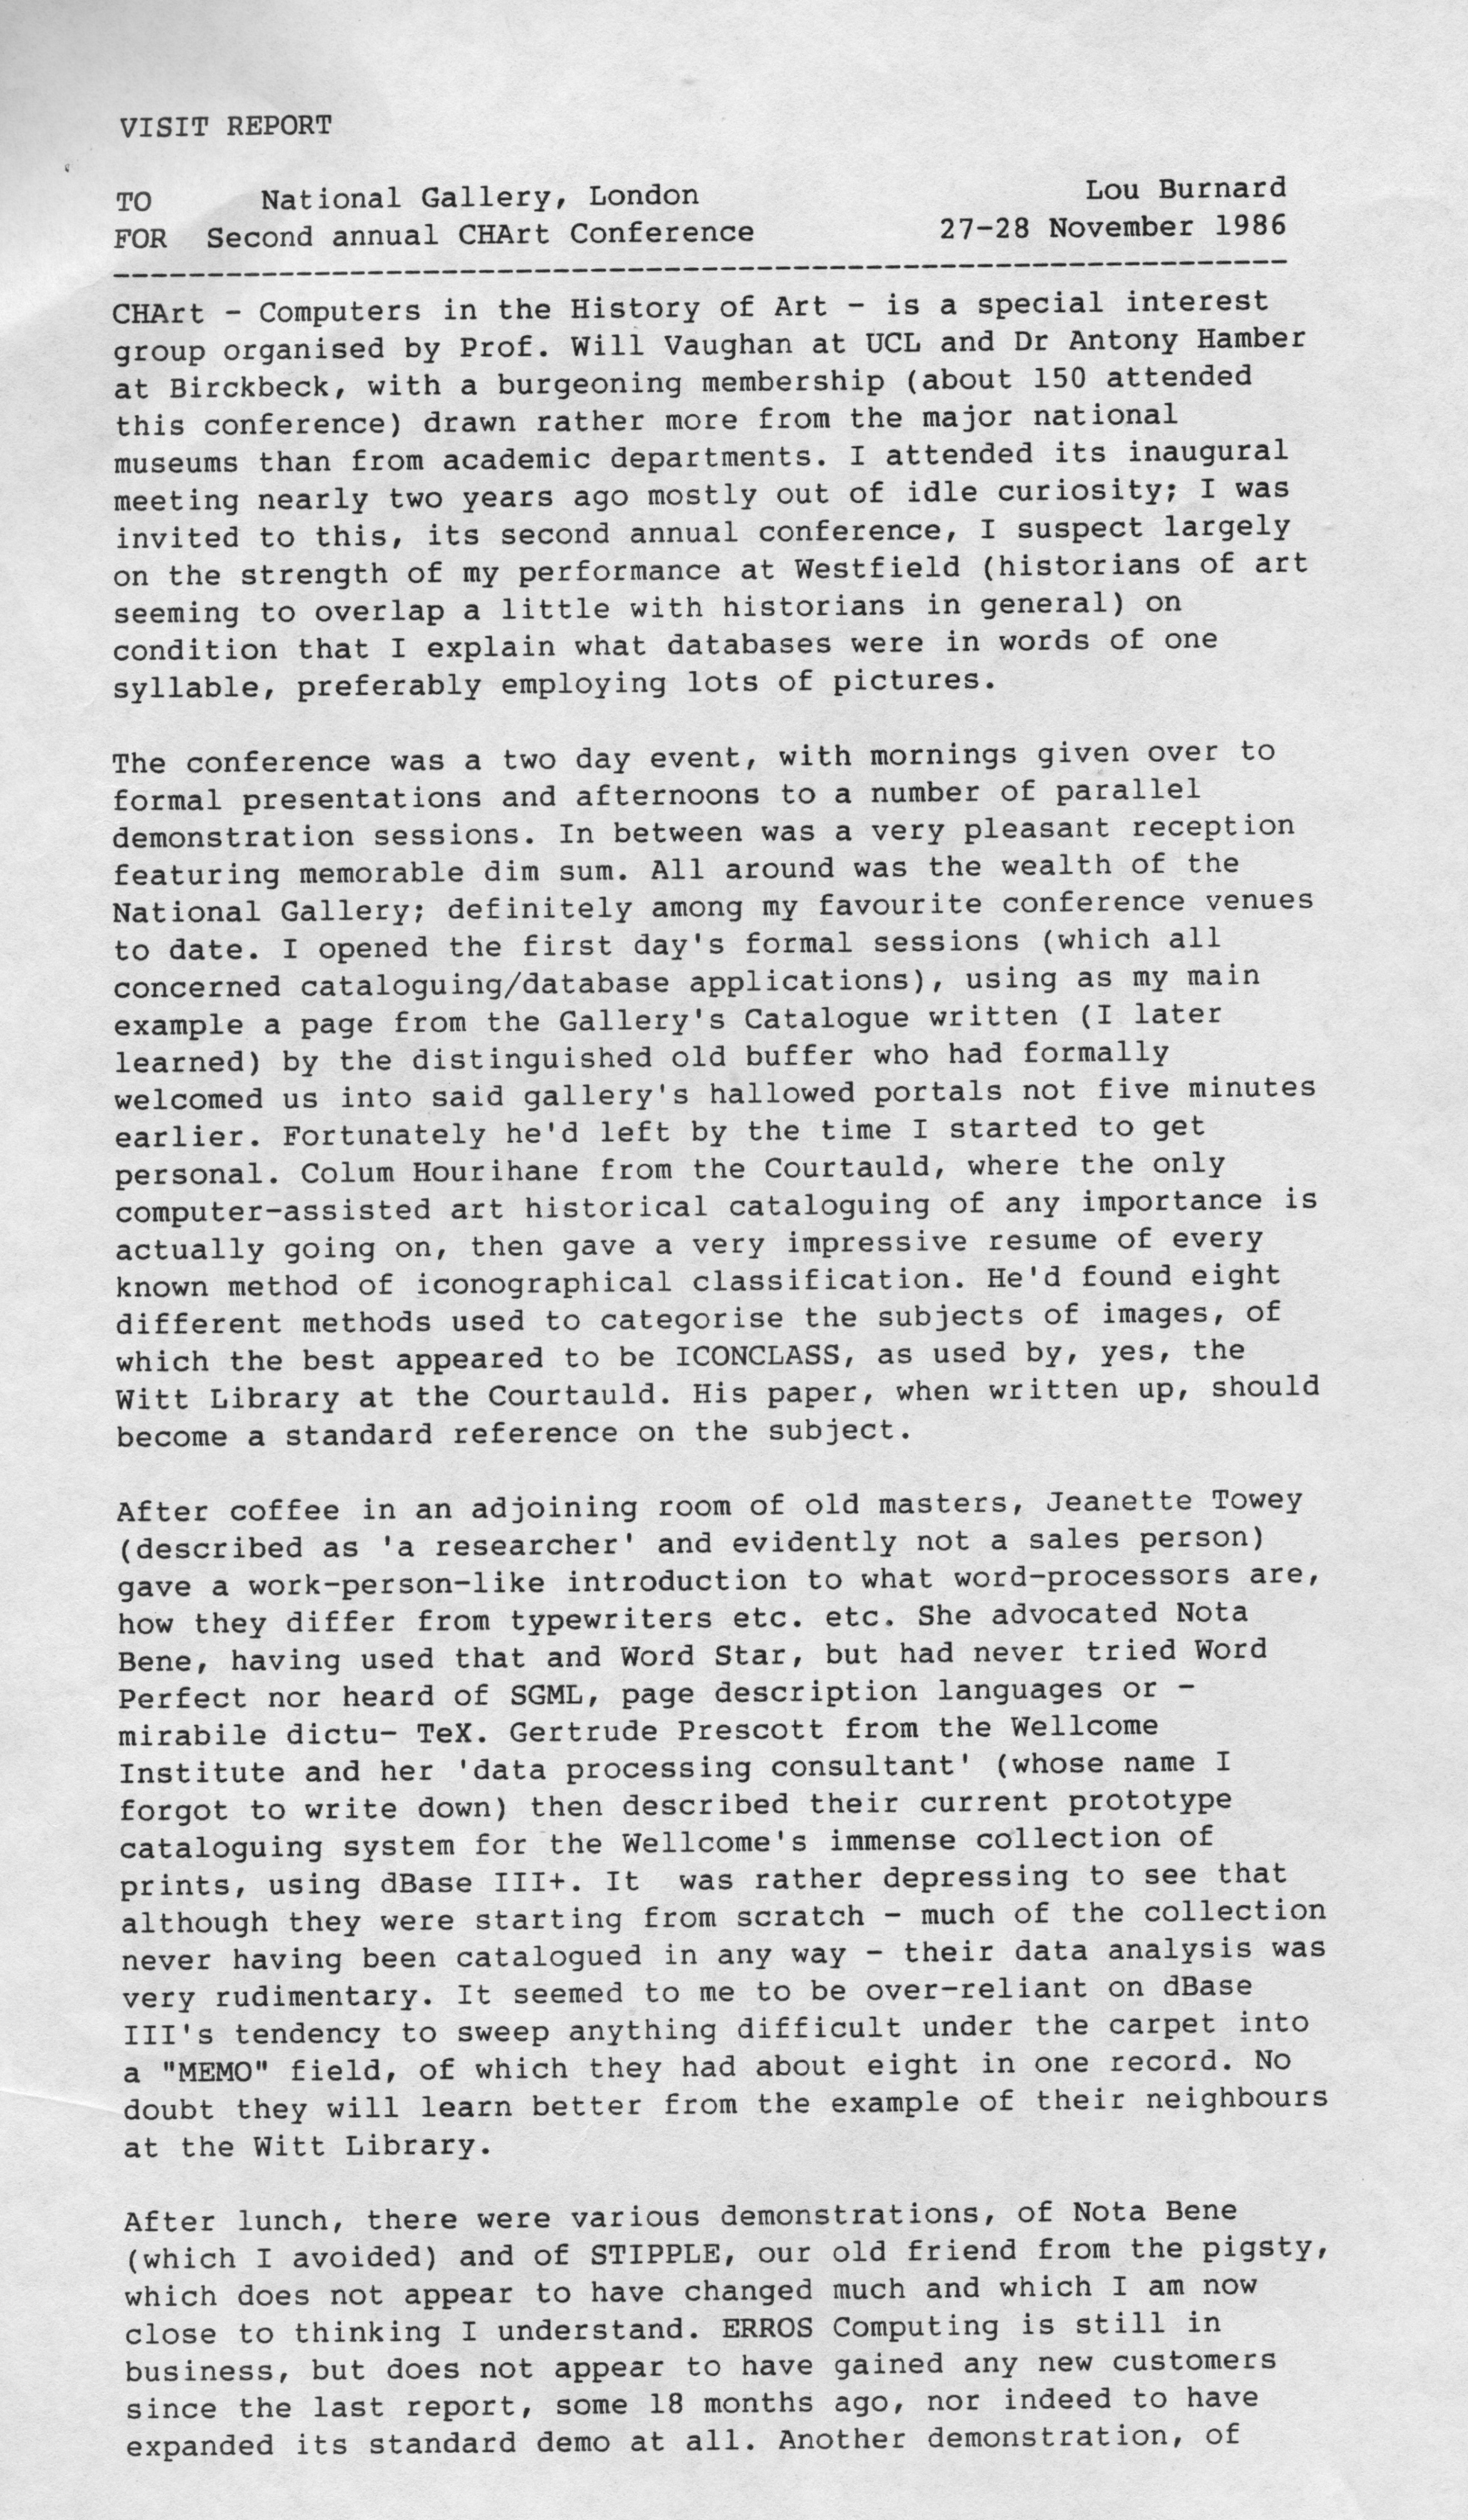 VISIT REPORT
TO National Gallery, London Lou Burnard
FOR Second annual CHArt Conference 27-28 November 1986
----------------------------------------------------------------
CHArt - Computers in the History of Art - is a special interest
group organised by Prof. Will Vaughan at UCL and Dr Antony Hamber
at Birckbeck, with a burgeoning membership (about 150 attended
this conference) drawn rather more from the major national
museums than from academic departments. I attended its inaugural
meeting nearly two years ago mostly out of idle curiosity; I was
invited to this, its second annual conference, I suspect largely
on the strength of my performance at Westfield (historians of art
seeming to overlap a little with historians in general) on
condition that I explain what databases were in words of one
syllable, preferably employing lots of pictures.

The conference was a two day event, with mornings given over to
formal presentations and afternoons to a number of parallel
demonstration sessions. In between was a very pleasant reception
featuring memorable dim sum. All around was the wealth of the
National Gallery; definitely among my favourite conference venues
to date. I opened the first day's formal sessions (which all
concerned cataloguing/database applications), using as my main
example a page from the Gallery's Catalogue written (I later
learned) by the distinguished old buffer who had formally
welcomed us into said gallery's hallowed portals not five minutes
earlier. Fortunately he'd left by the time I started to get
personal. Colum Hourihane from the Courtauld, where the only
computer-assisted art historical cataloguing of any importance is
actually going on, then gave a very impressive resume of every
known method of iconographical classification. He'd found eight
different methods used to categorise the subjects of images, of
which the best appeared to be ICONCLASS, as used by, yes, the
Witt Library at the Courtauld. His paper, when written up, should
become a standard reference on the subject.

After coffee in an adjoining room of old masters, Jeanette Towey
(described as 'a researcher' and evidently not a sales person)
gave a work-person-like introduction to what word-processors are,
how they differ from typewriters etc. etc. She advocated Nota
Bene, having used that and Word Star, but had never tried Word
Perfect nor heard of SGML, page description languages or -
mirabile dictu- TeX. Gertrude Prescott from the Wellcome
Institute and her 'data processing consultant' (whose name I
forgot to write down) then described their current prototype
cataloguing system for the Wellcome's immense collection of
prints, using dBase III+. It  was rather depressing to see that
although they were starting from scratch - much of the collection
never having been catalogued in any way - their data analysis was
very rudimentary. It seemed to me to be over-reliant on dBase
III's tendency to sweep anything difficult under the carpet into
a "MEMO" field, of which they had about eight in one record. No
doubt they will learn better from the example of their neighbours
at the Witt Library.

After lunch, there were various demonstrations, of Nota Bene
(which I avoided) and of STIPPLE, our old friend from the pigsty,
which does not appear to have changed much and which I am now
close to thinking I understand. ERROS Computing is still in
business, but does not appear to have gained any new customers
since the last report, some 18 months ago, nor indeed to have
expanded its standard demo at all. Another demonstration, of